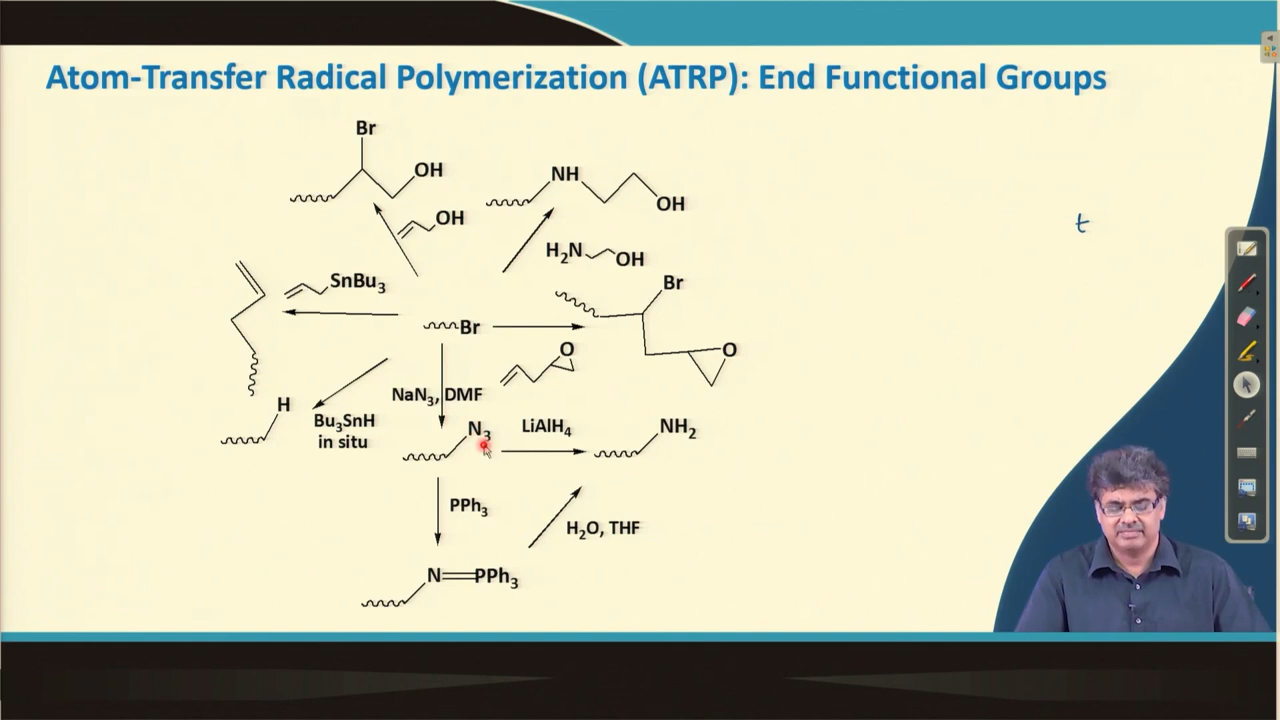 Atom-Transfer Radical Polymerization (ATRP): End Functional Groups
Br
OH
OH
NH
OH
H₂N OH
SnBu₃
Br
Br
O
O
NaN₃, DMF
H
Bu₃SnH
in situ
N₃
LiAlH₄
NH₂
PPh₃
H₂O, THF
N PPh₃
t